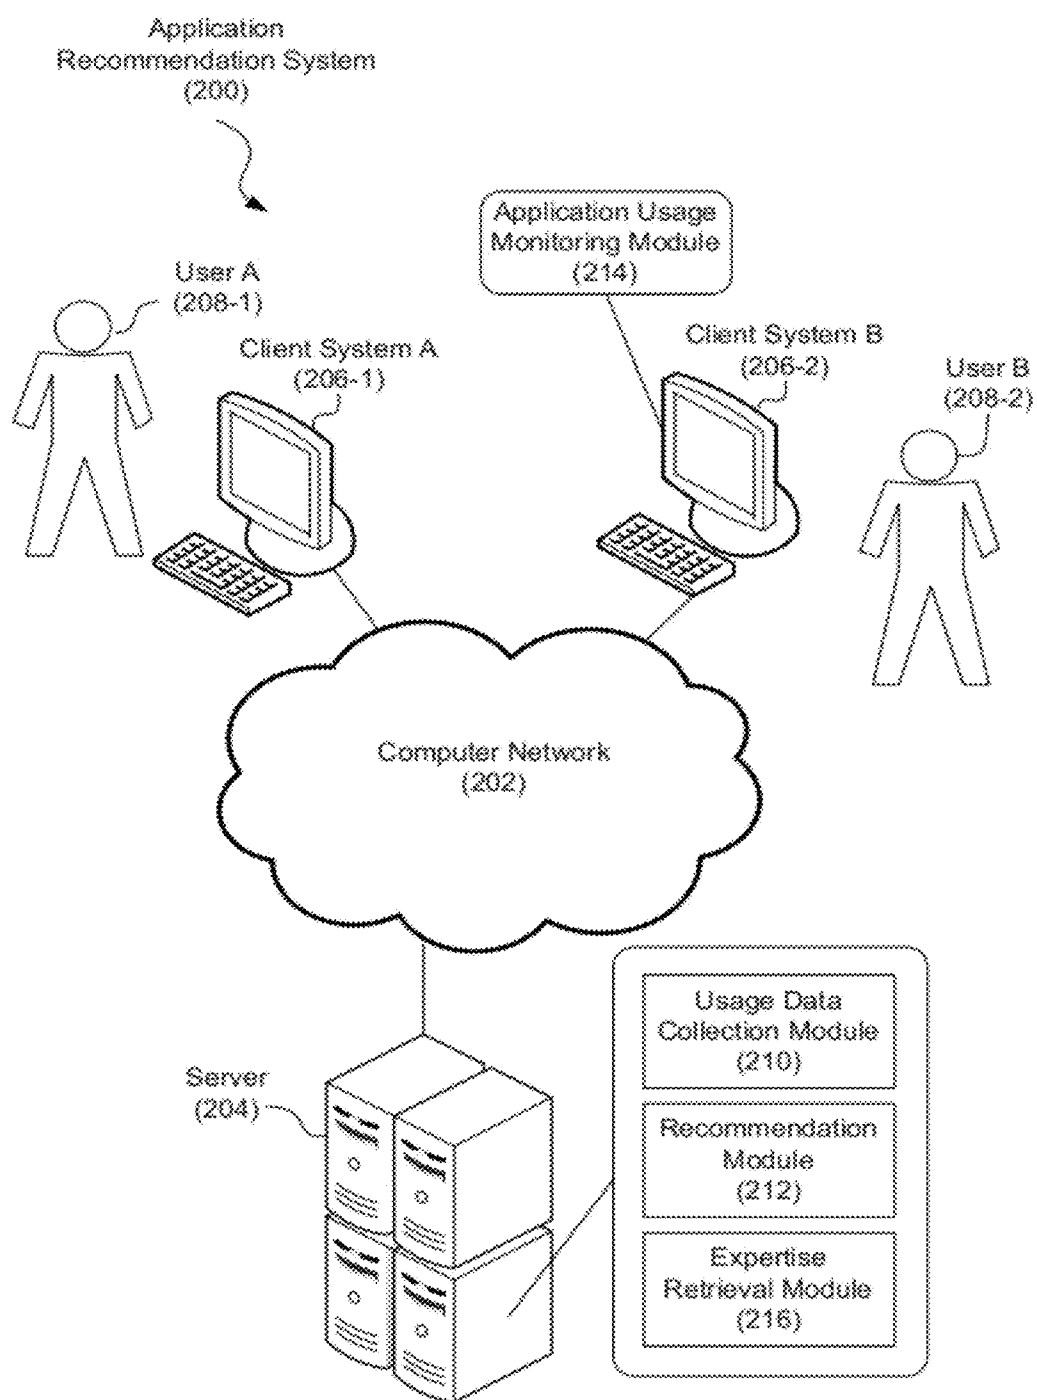 Application
Recommendation System
(200)
Application Usage
Monitoring Module
(214)
User A
(208-1)
Client System A
(206-1)
Client System B
(206-2)
User B
(208-2)
Computer Network
(202)
Usage Data
Collection Module
(210)
Server
(204)
Recommendation
Module
(212)
Expertise
Retrieval Module
(216)